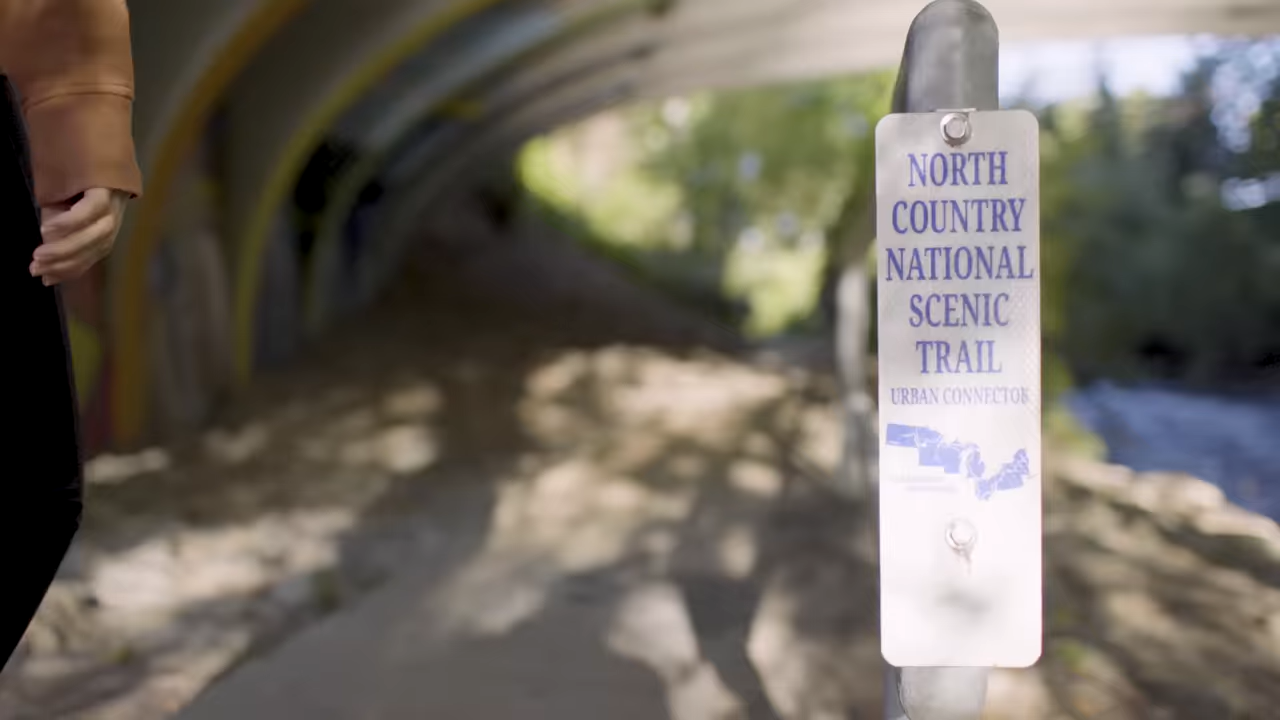 NORTH
COUNTRY
NATIONAL
SCENIC
TRAIL
URBAN CONNECTOR